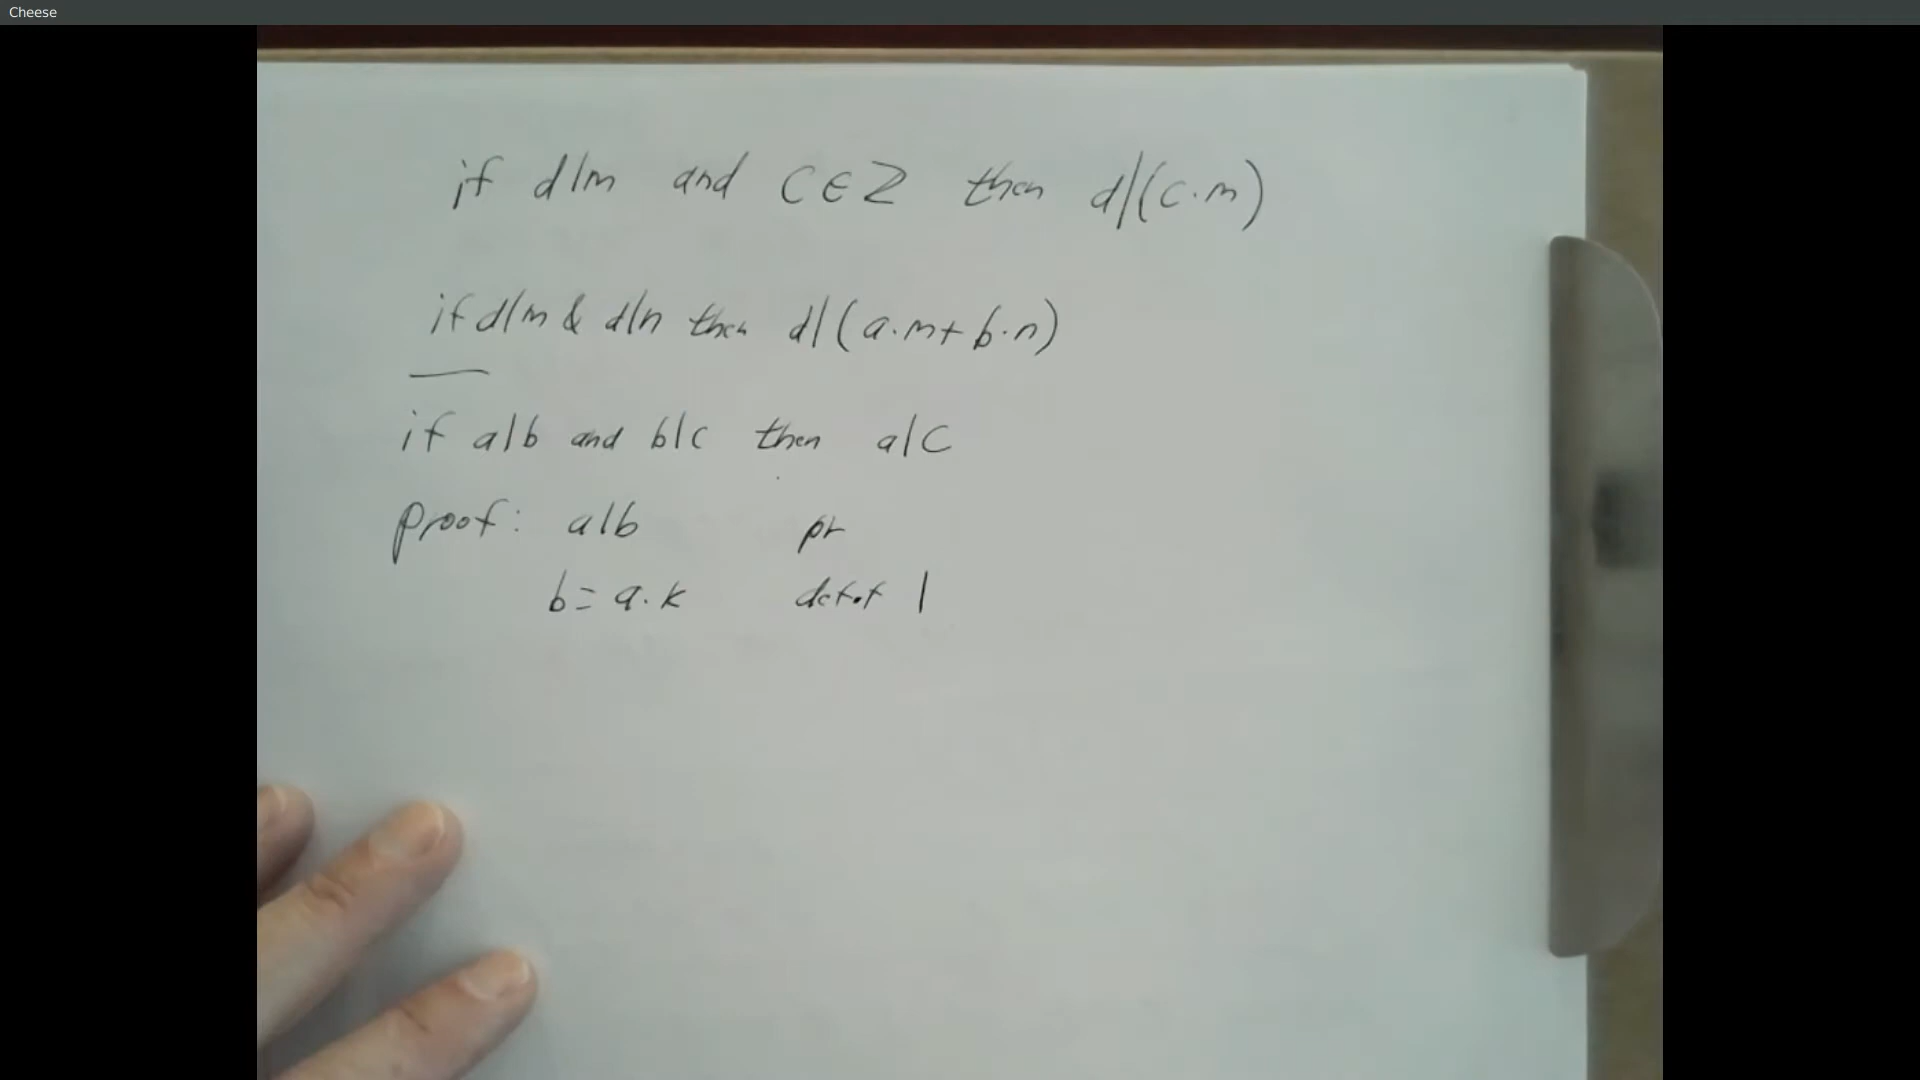 Cheese
if d|m and C∈Z then d|(c·m)
if d|m & d|n then d|(a·m+b·n)
if a|b and b|c then a|C
proof: a|b pr
b = a·k def.of |